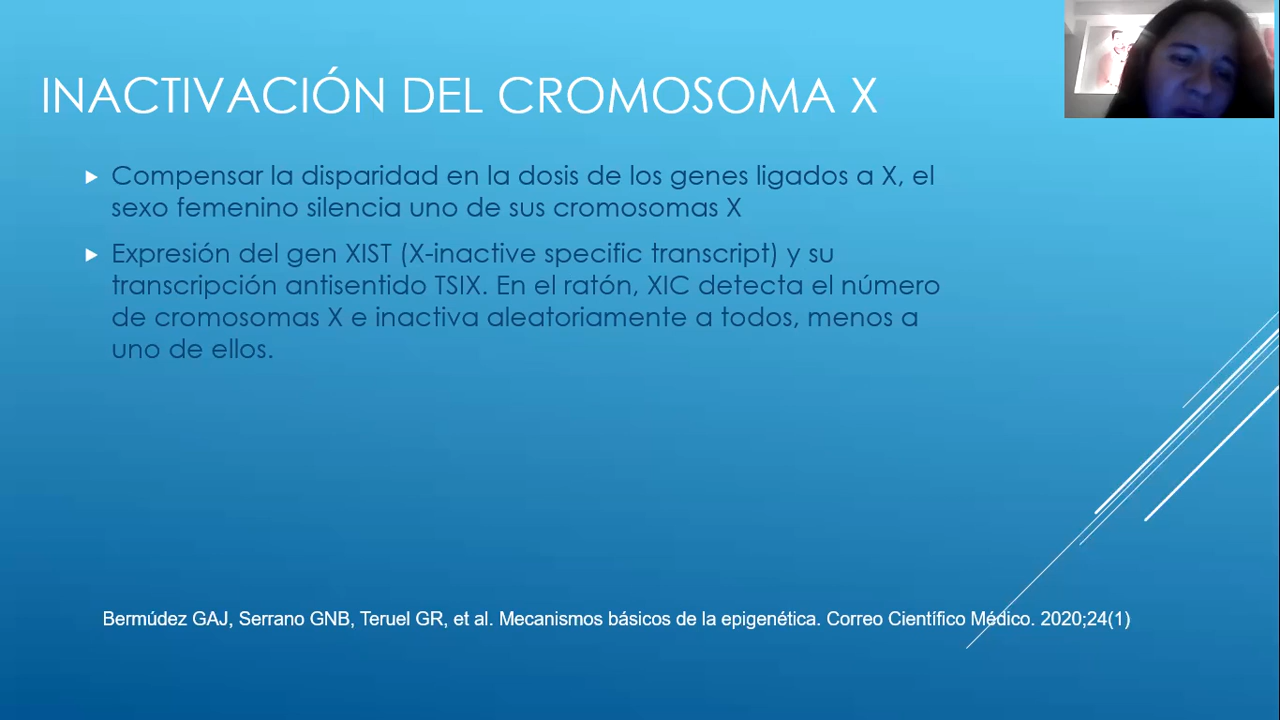 INACTIVACIÓN DEL CROMOSOMA X
Compensar la disparidad en la dosis de los genes ligados a X, el
sexo femenino silencia uno de sus cromosomas X
Expresión del gen XIST (X-inactive specific transcript) y su
transcripción antisentido TSIX. En el ratón, XIC detecta el número
de cromosomas X e inactiva aleatoriamente a todos, menos a
uno de ellos.
Bermúdez GAJ, Serrano GNB, Teruel GR, et al. Mecanismos básicos de la epigenética. Correo Científico Médico. 2020;24(1)